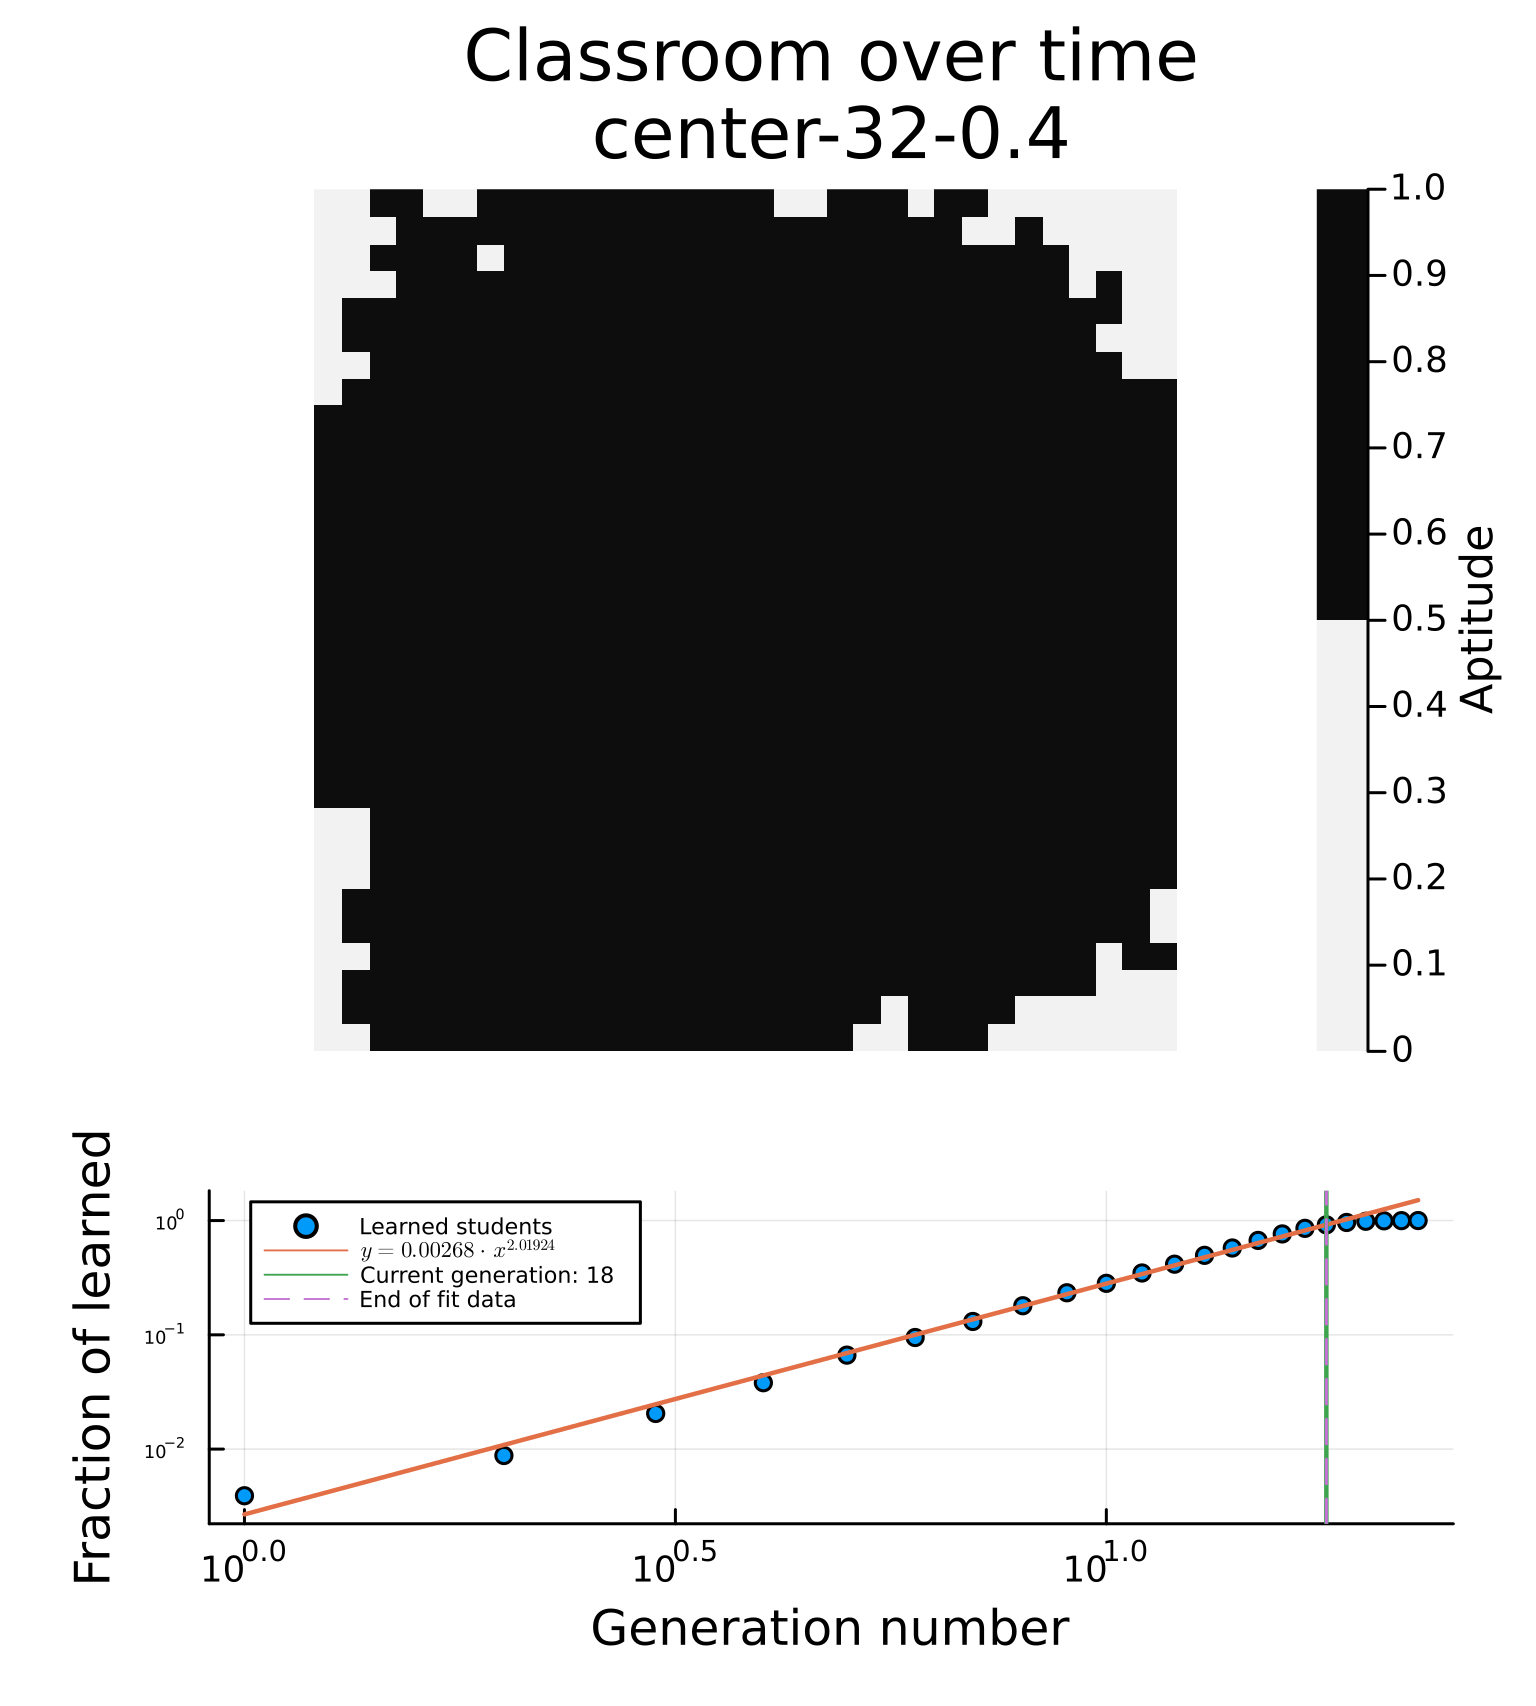 Classroom over time
center-32-0.4
1.0
0.9
0.8
0.7
0.6
0.5
0.4
0.3
0.2
0.1
0
Aptitude
Fraction of learned
10⁰
10⁻¹
10⁻²
Learned students
y = 0.00268 · x^2.01924
Current generation: 18
End of fit data
10^0.0
10^0.5
10^1.0
Generation number